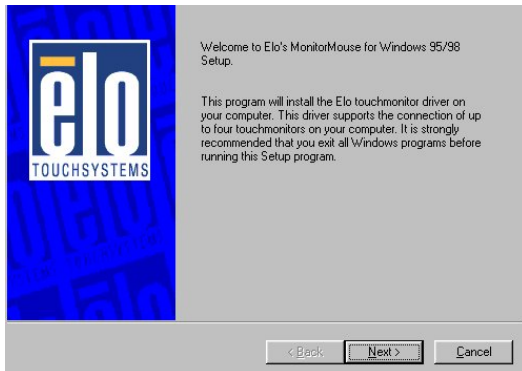 elo
TOUCHSYSTEMS
Welcome to Elo's MonitorMouse for Windows 95/98
Setup.
This program will install the Elo touchmonitor driver on
your computer. This driver supports the connection of up
to four touchmonitors on your computer. It is strongly
recommended that you exit all Windows programs before
running this Setup program.
< Back
Next >
Cancel